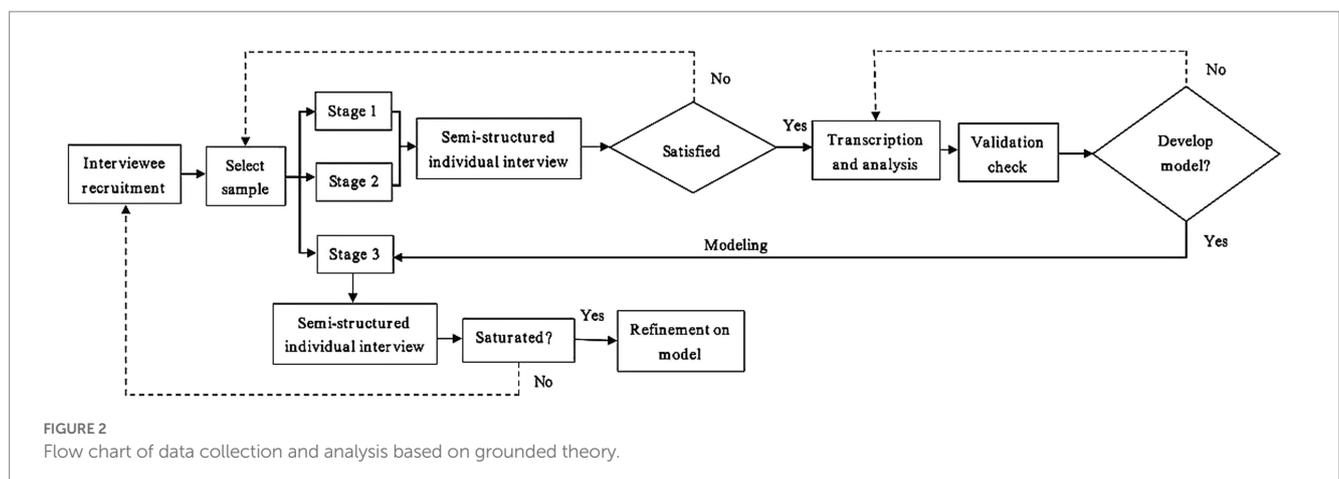 No
No
Stage 1
Semi-structured
individual interview
Satisfied
Yes
Transcription
and analysis
Validation
check
Develop
model?
Interviewee
recruitment
Select
sample
Stage 2
Stage 3
Modeling
Yes
Semi-structured
individual interview
Saturated?
Yes
Refinement on
model
No
FIGURE 2
Flow chart of data collection and analysis based on grounded theory.